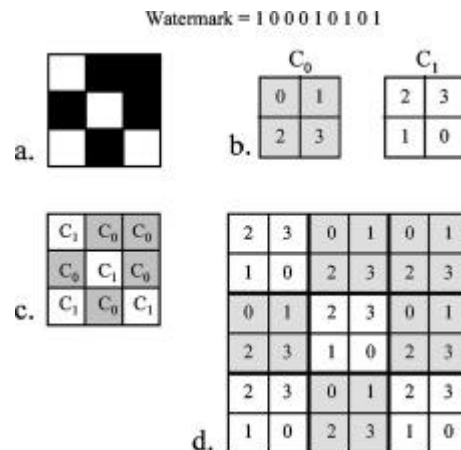 Watermark = 1 0 0 0 1 0 1 0 1
a.
b.
C0 C1
0 1 2 3
2 3 1 0
c.
C1 C0 C0
C0 C1 C0
C1 C0 C1
d.
2 3 0 1 0 1
1 0 2 3 2 3
0 1 2 3 0 1
2 3 1 0 2 3
2 3 0 1 2 3
1 0 2 3 1 0